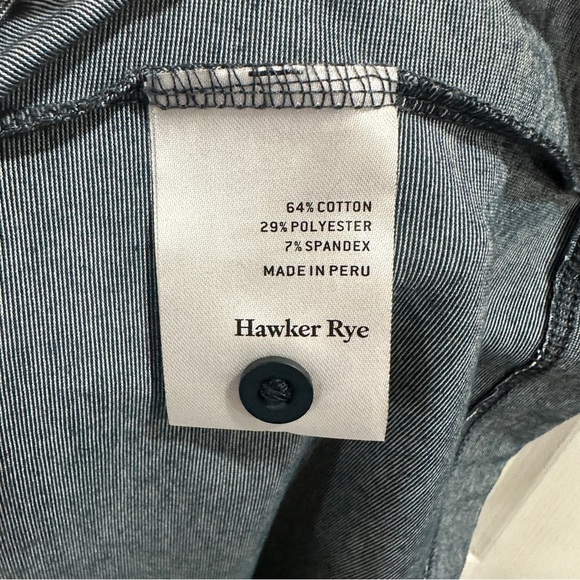 64% COTTON
29% POLYESTER
7% SPANDEX
MADE IN PERU
Hawker Rye